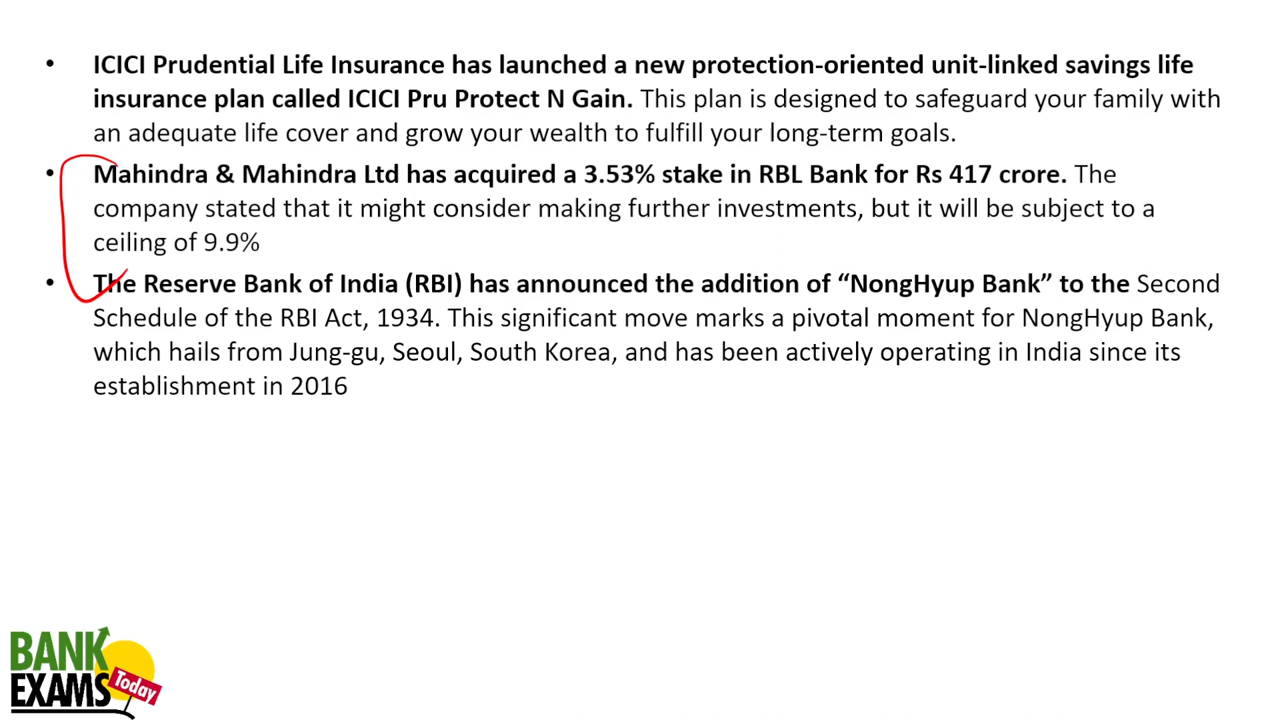 • ICICI Prudential Life Insurance has launched a new protection-oriented unit-linked savings life
insurance plan called ICICI Pru Protect N Gain. This plan is designed to safeguard your family with
an adequate life cover and grow your wealth to fulfill your long-term goals.
• Mahindra & Mahindra Ltd has acquired a 3.53% stake in RBL Bank for Rs 417 crore. The
company stated that it might consider making further investments, but it will be subject to a
ceiling of 9.9%
• The Reserve Bank of India (RBI) has announced the addition of “NongHyup Bank” to the Second
Schedule of the RBI Act, 1934. This significant move marks a pivotal moment for NongHyup Bank,
which hails from Jung-gu, Seoul, South Korea, and has been actively operating in India since its
establishment in 2016
BANK
EXAMS
Today